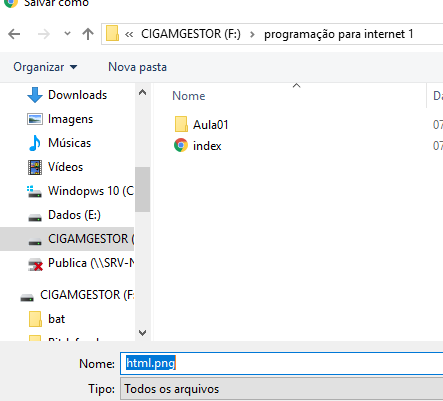 Salvar como
CIGAMGESTOR (F:) > programação para internet 1
Organizar Nova pasta
Downloads
Imagens
Músicas
Vídeos
Windopws 10 (C
Dados (E:)
CIGAMGESTOR (
Publica (\\SRV-N
CIGAMGESTOR (F:
bat
Nome
Da
Aula01
07
index
07
Nome: html.png
Tipo: Todos os arquivos